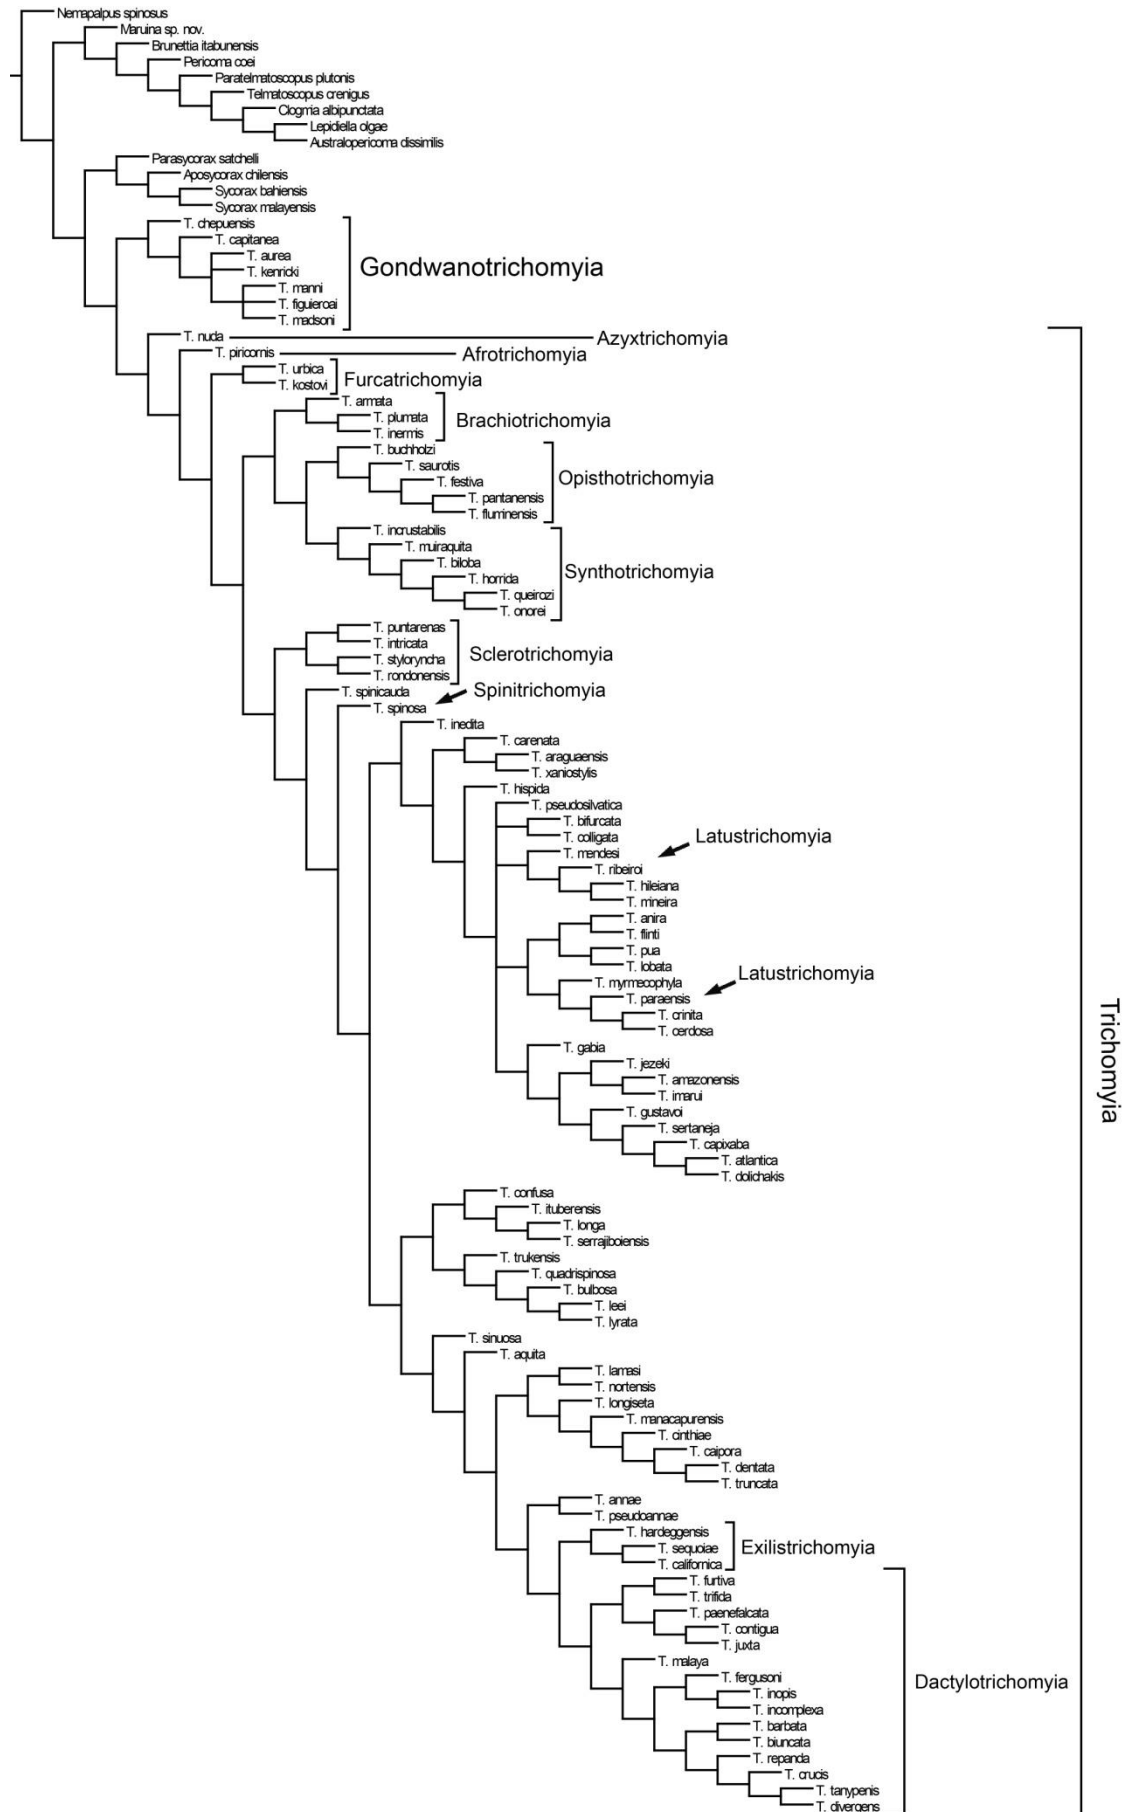 Nemapalpus spinosus
Maruina sp. nov.
Brunettia itabunensis
Pericoma coei
Paratelmatoscopus plutonis
Telmatoscopus crenigus
Clogmia albipunctata
Lepidiella olgae
Australopericoma dissimilis
Parasycorax satchelli
Aposycorax chilensis
Sycorax bahiensis
Sycorax malayensis
T. chepuensis
T. capitanea
T. aurea
Gondwanotrichomyia
T. kenricki
T. manni
T. figuieroai
T. madsoni
T. nuda
Azyxtrichomyia
T. piricornis
Afrotrichomyia
T. urbica
Furcatrichomyia
T. kostovi
T. armata
T. plumata
Brachiotrichomyia
T. inermis
T. buchholzi
T. saurotis
Opisthotrichomyia
T. festiva
T. pantanensis
T. fluminensis
T. incrustabilis
T. muiraquita
T. biloba
Synthotrichomyia
T. horrida
T. queirozi
T. onorei
T. puntarenas
T. intricata
Sclerotrichomyia
T. styloryncha
T. rondonensis
T. spinicauda
Spinitrichomyia
T. spinosa
T. inedita
T. carenata
T. araguaensis
T. xaniostylis
T. hispida
T. pseudosilvatica
T. bifurcata
T. colligata
Latustrichomyia
T. mendesi
T. ribeiroi
T. hileiana
T. mineira
T. anira
T. flinti
T. pua
T. lobata
Latustrichomyia
T. myrmecophyla
T. paraensis
T. crinita
T. cerdosa
T. gabia
T. jezeki
Trichomyia
T. amazonensis
T. imarui
T. gustavoi
T. sertaneja
T. capixaba
T. atlantica
T. dolichakis
T. confusa
T. ituberensis
T. longa
T. serrajiboiensis
T. trukensis
T. quadrispinosa
T. bulbosa
T. leei
T. lyrata
T. sinuosa
T. aquita
T. lamasi
T. nortensis
T. longiseta
T. manacapurensis
T. cinthiae
T. caipora
T. dentata
T. truncata
T. annae
T. pseudoannae
T. hardeggensis
T. sequoiae
Exilistrichomyia
T. californica
T. furtiva
T. trifida
T. paenefalcata
T. contigua
T. juxta
T. malaya
T. fergusoni
Dactylotrichomyia
T. inopis
T. incomplexa
T. barbata
T. biuncata
T. repanda
T. crucis
T. tanypenis
T. divergens